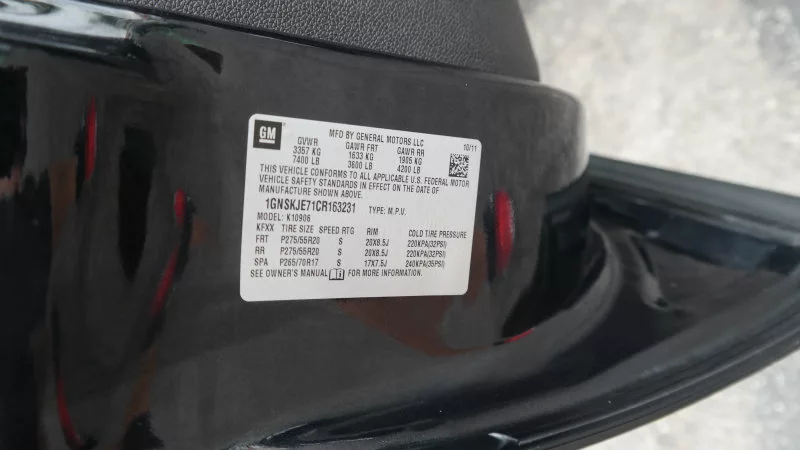 GM
MFD BY GENERAL MOTORS LLC
GVWR GAWR FRT GAWR RR 10/11
3357 KG 1633 KG 1905 KG
7400 LB 3600 LB 4200 LB
THIS VEHICLE CONFORMS TO ALL APPLICABLE U.S. FEDERAL MOTOR
VEHICLE SAFETY STANDARDS IN EFFECT ON THE DATE OF
MANUFACTURE SHOWN ABOVE.
1GNSKJE71CR163231 TYPE: M.P.V.
MODEL: K10906
KFXX TIRE SIZE SPEED RTG RIM COLD TIRE PRESSURE
FRT P275/55R20 S 20X8.5J 220KPA(32PSI)
RR P275/55R20 S 20X8.5J 220KPA(32PSI)
SPA P265/70R17 S 17X7.5J 240KPA(35PSI)
SEE OWNER'S MANUAL FOR MORE INFORMATION.